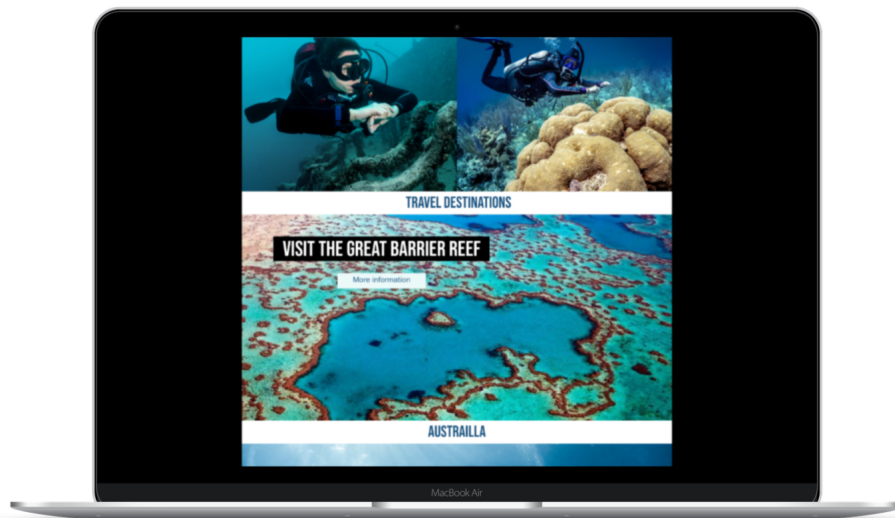 TRAVEL DESTINATIONS
VISIT THE GREAT BARRIER REEF
More information
AUSTRAILLA
MacBook Air